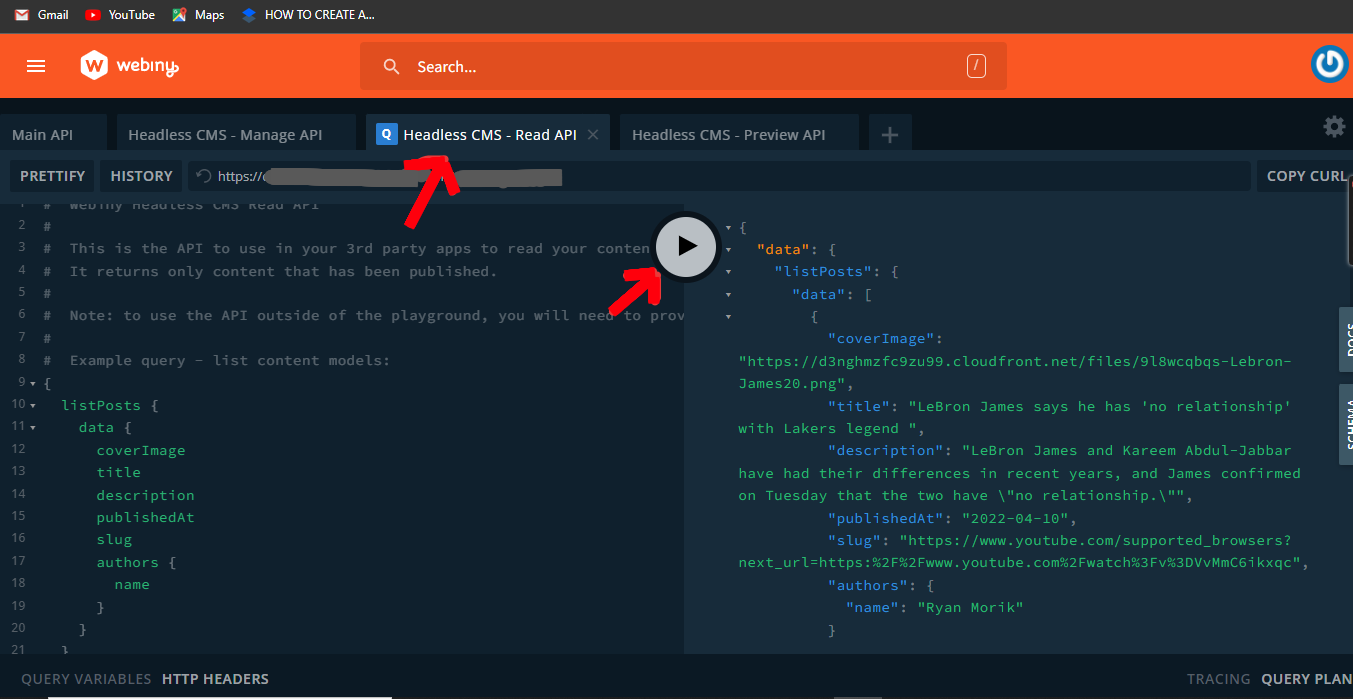 Gmail YouTube Maps HOW TO CREATE A...
webiny Search... /
Main API Headless CMS - Manage API Q Headless CMS - Read API Headless CMS - Preview API
PRETTIFY HISTORY https:// COPY CURL
1 # Webiny Headless CMS Read API
2 #
3 # This is the API to use in your 3rd party apps to read your conten
4 # It returns only content that has been published.
5 #
6 # Note: to use the API outside of the playground, you will need to prov
7 #
8 # Example query - list content models:
9 {
10 listPosts {
11 data {
12 coverImage
13 title
14 description
15 publishedAt
16 slug
17 authors {
18 name
19 }
20 }
21 }
{
"data": {
"listPosts": {
"data": [
{
"coverImage":
"https://d3nghmzfc9zu99.cloudfront.net/files/9l8wcqbqs-Lebron-
James20.png",
"title": "LeBron James says he has 'no relationship'
with Lakers legend ",
"description": "LeBron James and Kareem Abdul-Jabbar
have had their differences in recent years, and James confirmed
on Tuesday that the two have \"no relationship.\"",
"publishedAt": "2022-04-10",
"slug": "https://www.youtube.com/supported_browsers?
next_url=https:%2F%2Fwww.youtube.com%2Fwatch%3Fv%3DVvMmC6ikxqc",
"authors": {
"name": "Ryan Morik"
}
DOCS
SCHEMA
QUERY VARIABLES HTTP HEADERS TRACING QUERY PLAN